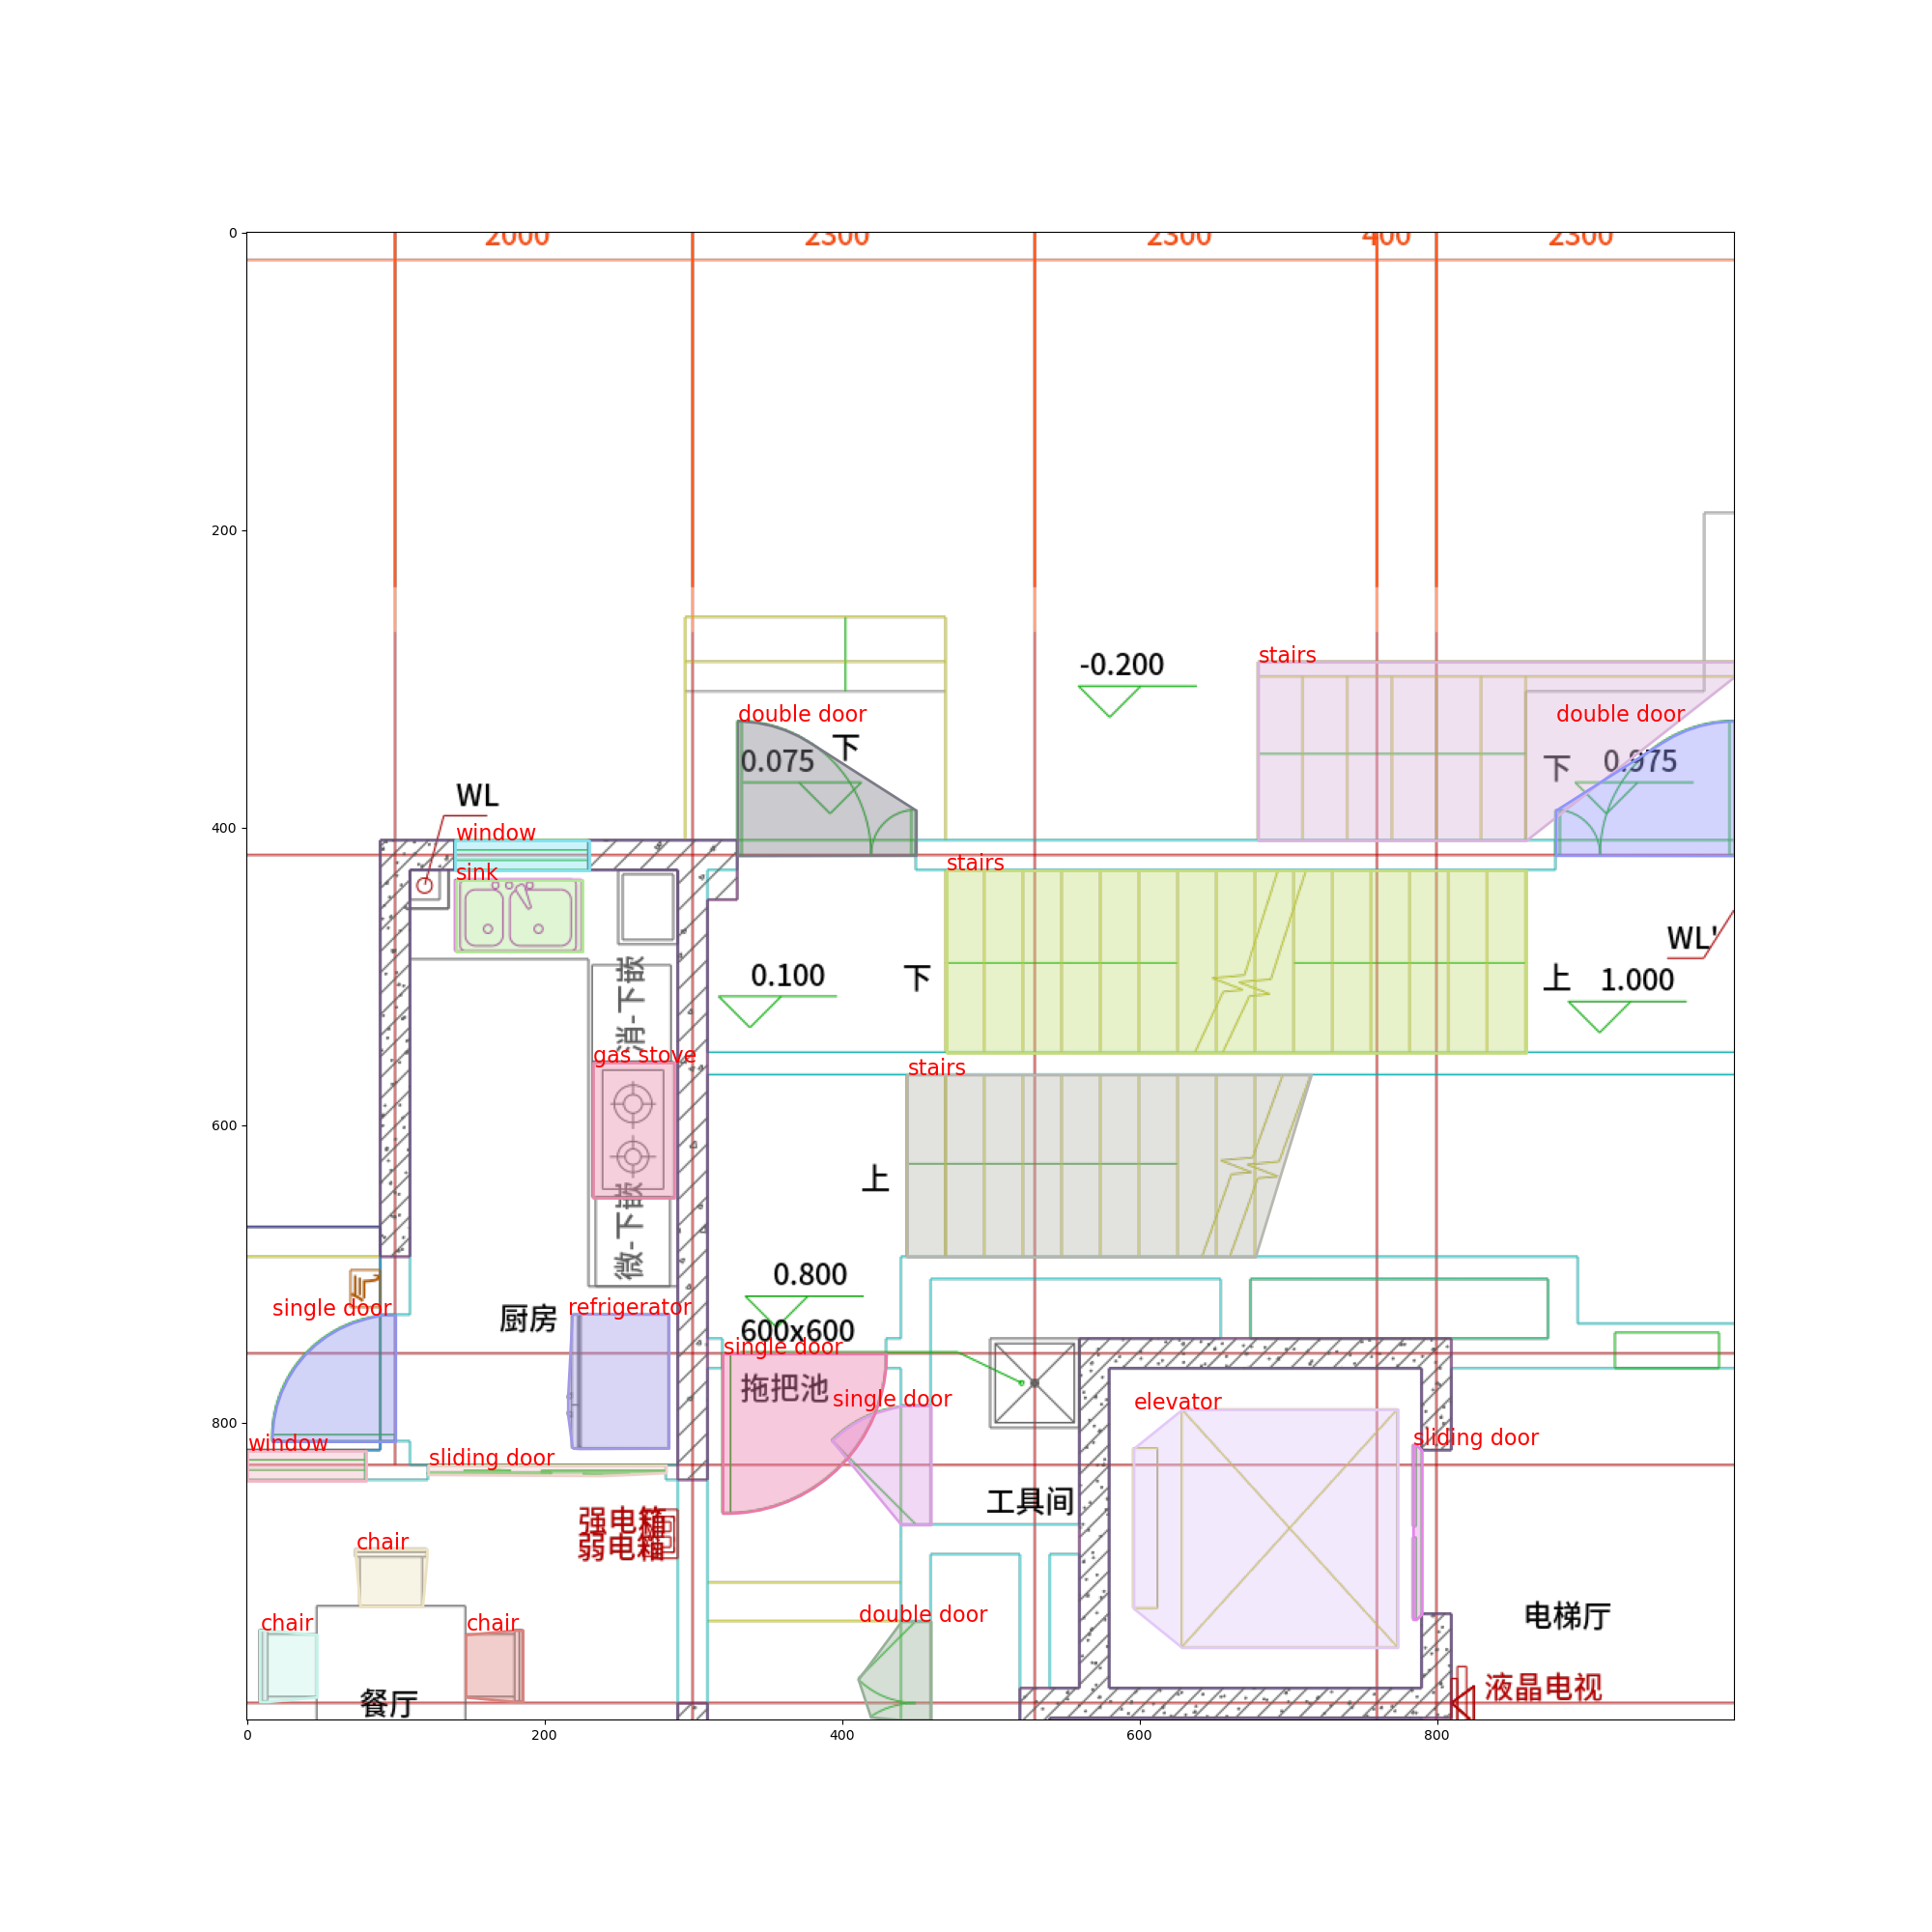 2000
2300
2300
400
2300
0
200
-0.200
stairs
double door
double door
下
0.075
下
0.975
WL
400
window
stairs
sink
WL'
0.100
下
上
1.000
消-下嵌
gas stove
stairs
600
上
微-下嵌
气
0.800
single door
refrigerator
厨房
600x600
single door
拖把池
single door
elevator
800
window
sliding door
sliding door
工具间
强电箱
弱电箱
chair
chair
chair
double door
电梯厅
液晶电视
餐厅
0
200
400
600
800